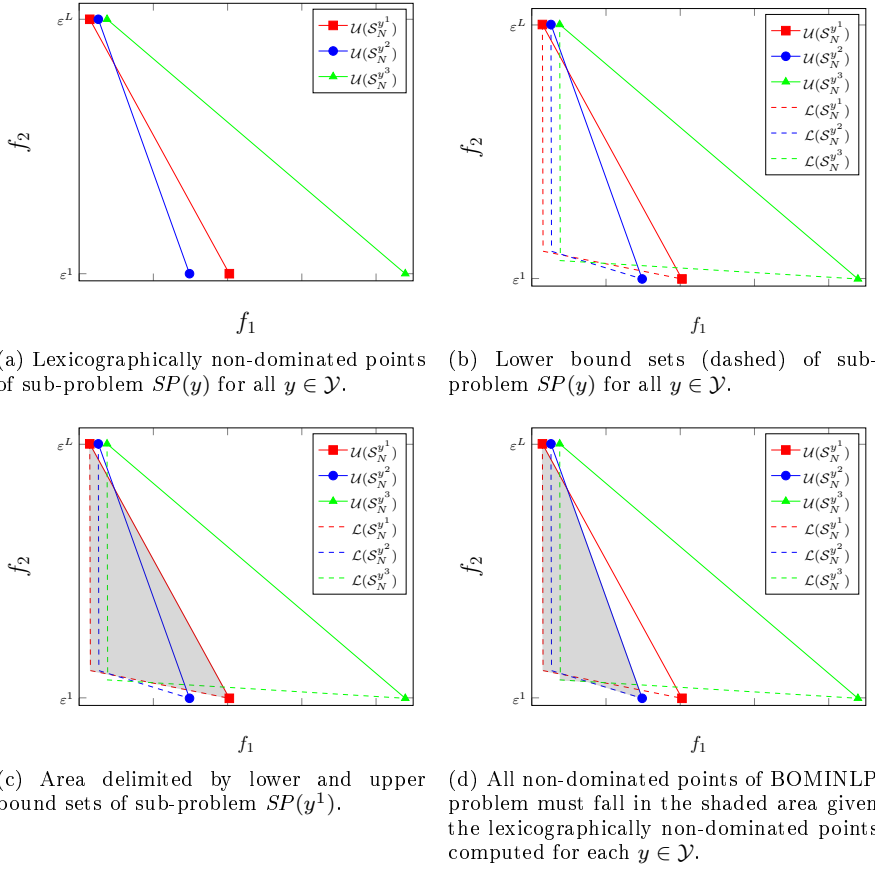 ε^L
f_2
ε^1
f_1
U(S_N^{y^1})
U(S_N^{y^2})
U(S_N^{y^3})
(a) Lexicographically non-dominated points
of sub-problem SP(y) for all y ∈ Y.
ε^L
f_2
ε^1
f_1
U(S_N^{y^1})
U(S_N^{y^2})
U(S_N^{y^3})
L(S_N^{y^1})
L(S_N^{y^2})
L(S_N^{y^3})
(b) Lower bound sets (dashed) of sub-
problem SP(y) for all y ∈ Y.
ε^L
f_2
ε^1
f_1
U(S_N^{y^1})
U(S_N^{y^2})
U(S_N^{y^3})
L(S_N^{y^1})
L(S_N^{y^2})
L(S_N^{y^3})
(c) Area delimited by lower and upper
bound sets of sub-problem SP(y^1).
ε^L
f_2
ε^1
f_1
U(S_N^{y^1})
U(S_N^{y^2})
U(S_N^{y^3})
L(S_N^{y^1})
L(S_N^{y^2})
L(S_N^{y^3})
(d) All non-dominated points of BOMINLP
problem must fall in the shaded area given
the lexicographically non-dominated points
computed for each y ∈ Y.